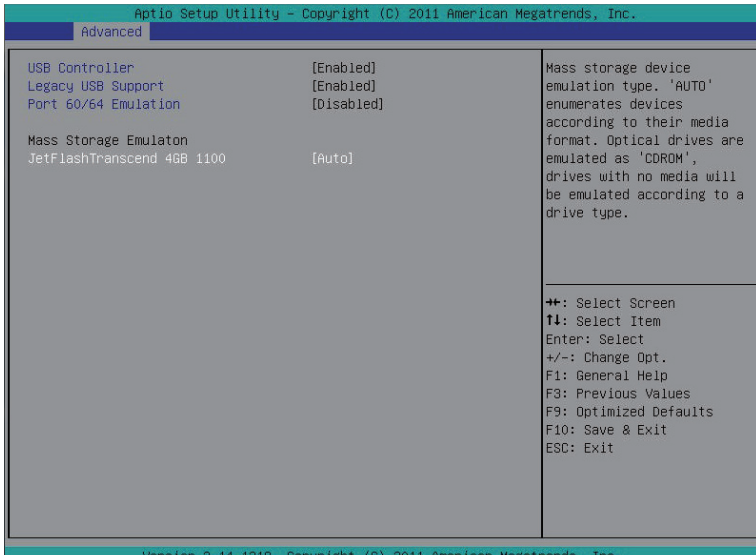 Aptio Setup Utility – Copyright (C) 2011 American Megatrends, Inc.
Advanced
USB Controller [Enabled]
Legacy USB Support [Enabled]
Port 60/64 Emulation [Disabled]
Mass Storage Emulaton
JetFlashTranscend 4GB 1100 [Auto]
Mass storage device
emulation type. 'AUTO'
enumerates devices
according to their media
format. Optical drives are
emulated as 'CDROM',
drives with no media will
be emulated according to a
drive type.
→←: Select Screen
↑↓: Select Item
Enter: Select
+/-: Change Opt.
F1: General Help
F3: Previous Values
F9: Optimized Defaults
F10: Save & Exit
ESC: Exit
Copyright (C) 2011 American Megatrends, Inc.